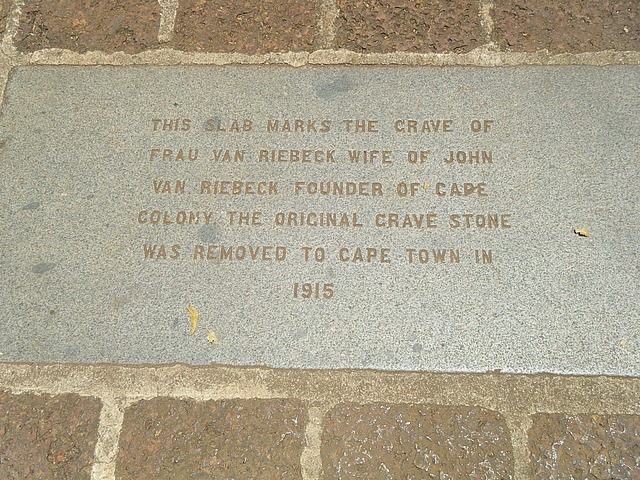 THIS SLAB MARKS THE GRAVE OF
FRAU VAN RIEBECK WIFE OF JOHN
VAN RIEBECK FOUNDER OF CAPE
COLONY. THE ORIGINAL GRAVE STONE
WAS REMOVED TO CAPE TOWN IN
1915